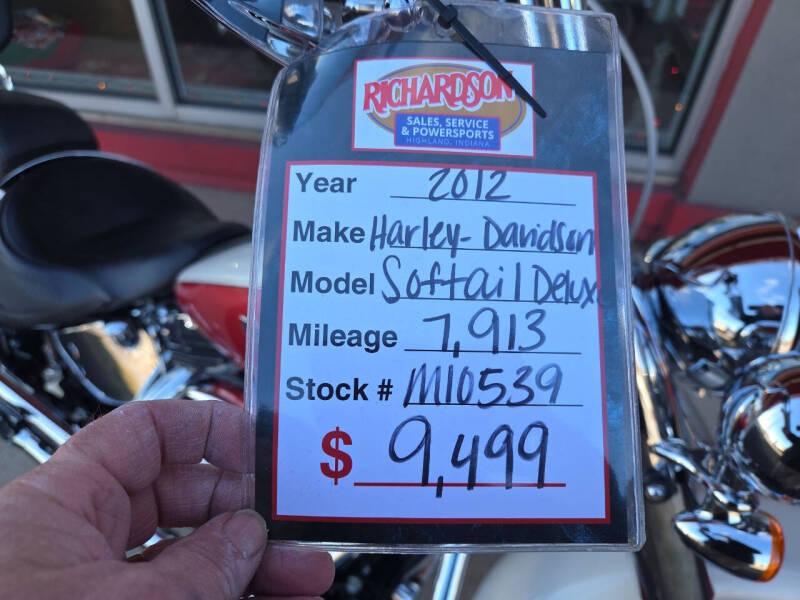 RICHARDSON
SALES, SERVICE
& POWERSPORTS
HIGHLAND, INDIANA
Year 2012
Make Harley-Davidson
Model Softail Delux
Mileage 7,913
Stock # M10539
$ 9,499